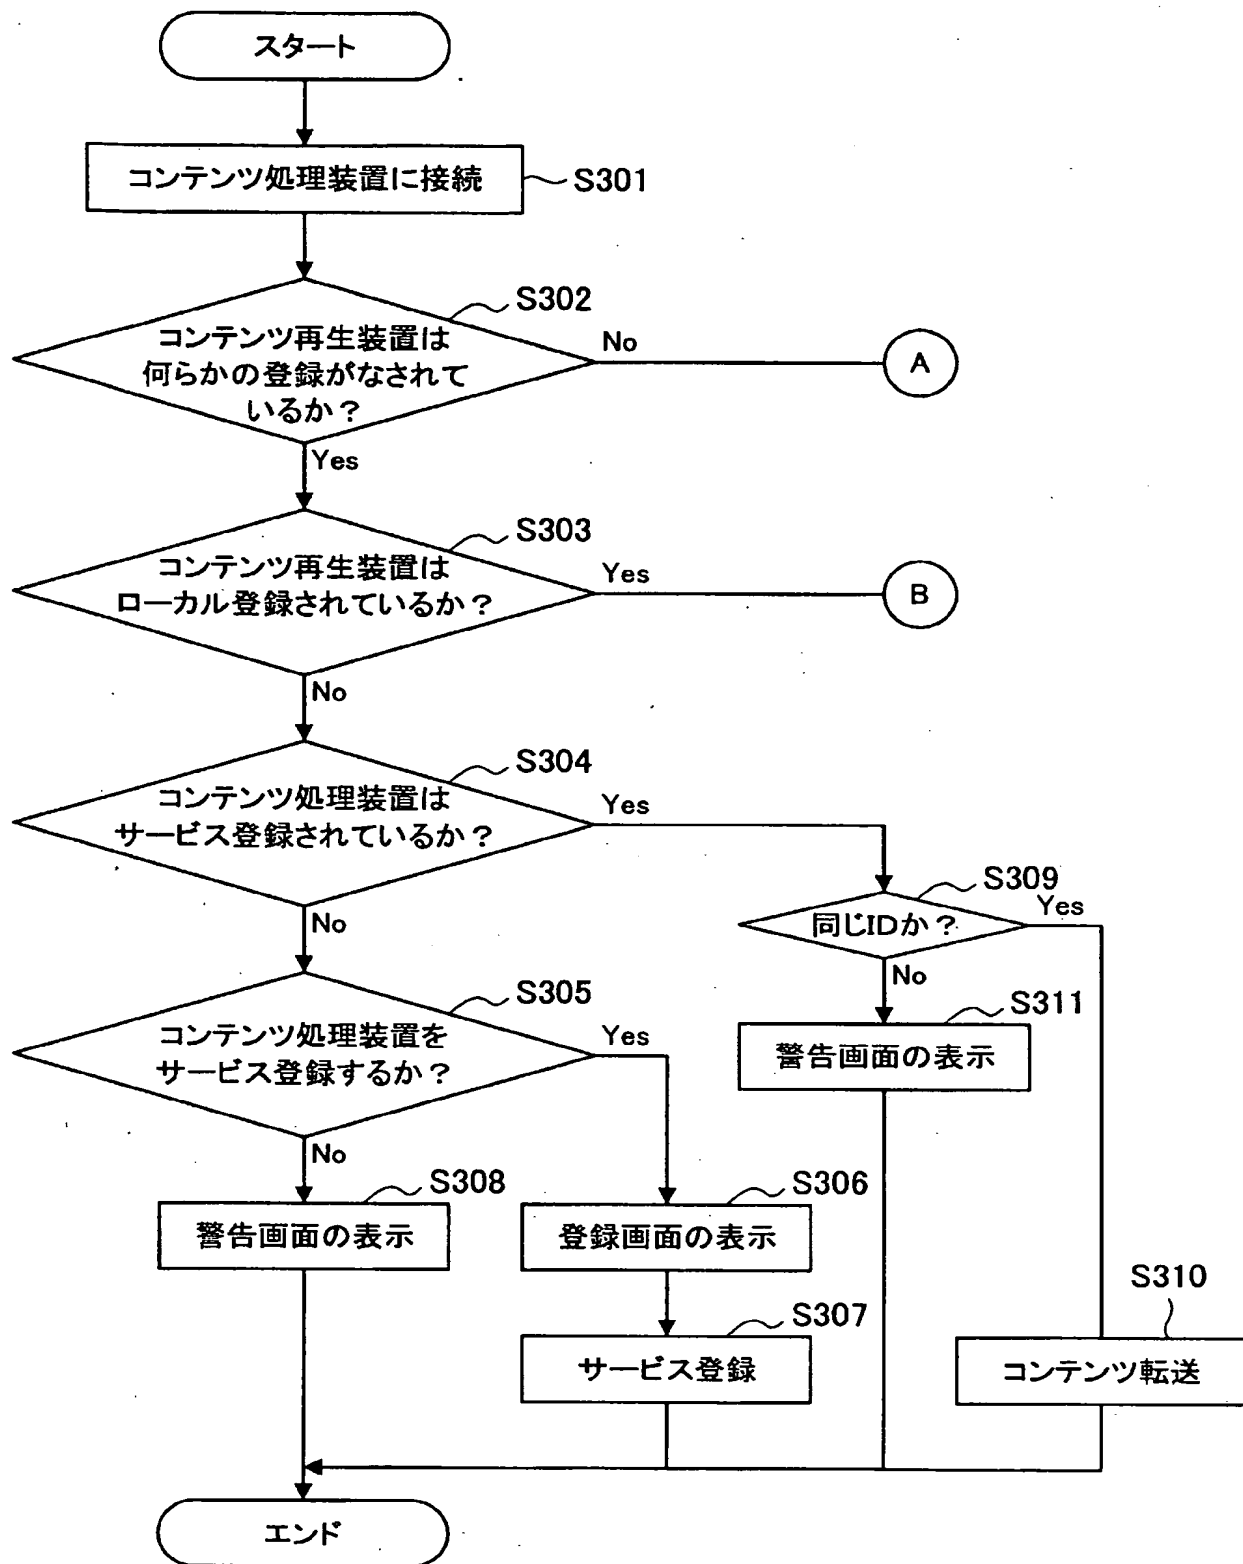 スタート
コンテンツ処理装置に接続
S301
S302
コンテンツ再生装置は
何らかの登録がなされて
いるか？
No
A
Yes
S303
コンテンツ再生装置は
ローカル登録されているか？
Yes
B
No
S304
コンテンツ処理装置は
サービス登録されているか？
Yes
No
S309
同じIDか？
Yes
No
S305
コンテンツ処理装置を
サービス登録するか？
Yes
No
S311
警告画面の表示
S308
警告画面の表示
S306
登録画面の表示
S307
サービス登録
S310
コンテンツ転送
エンド